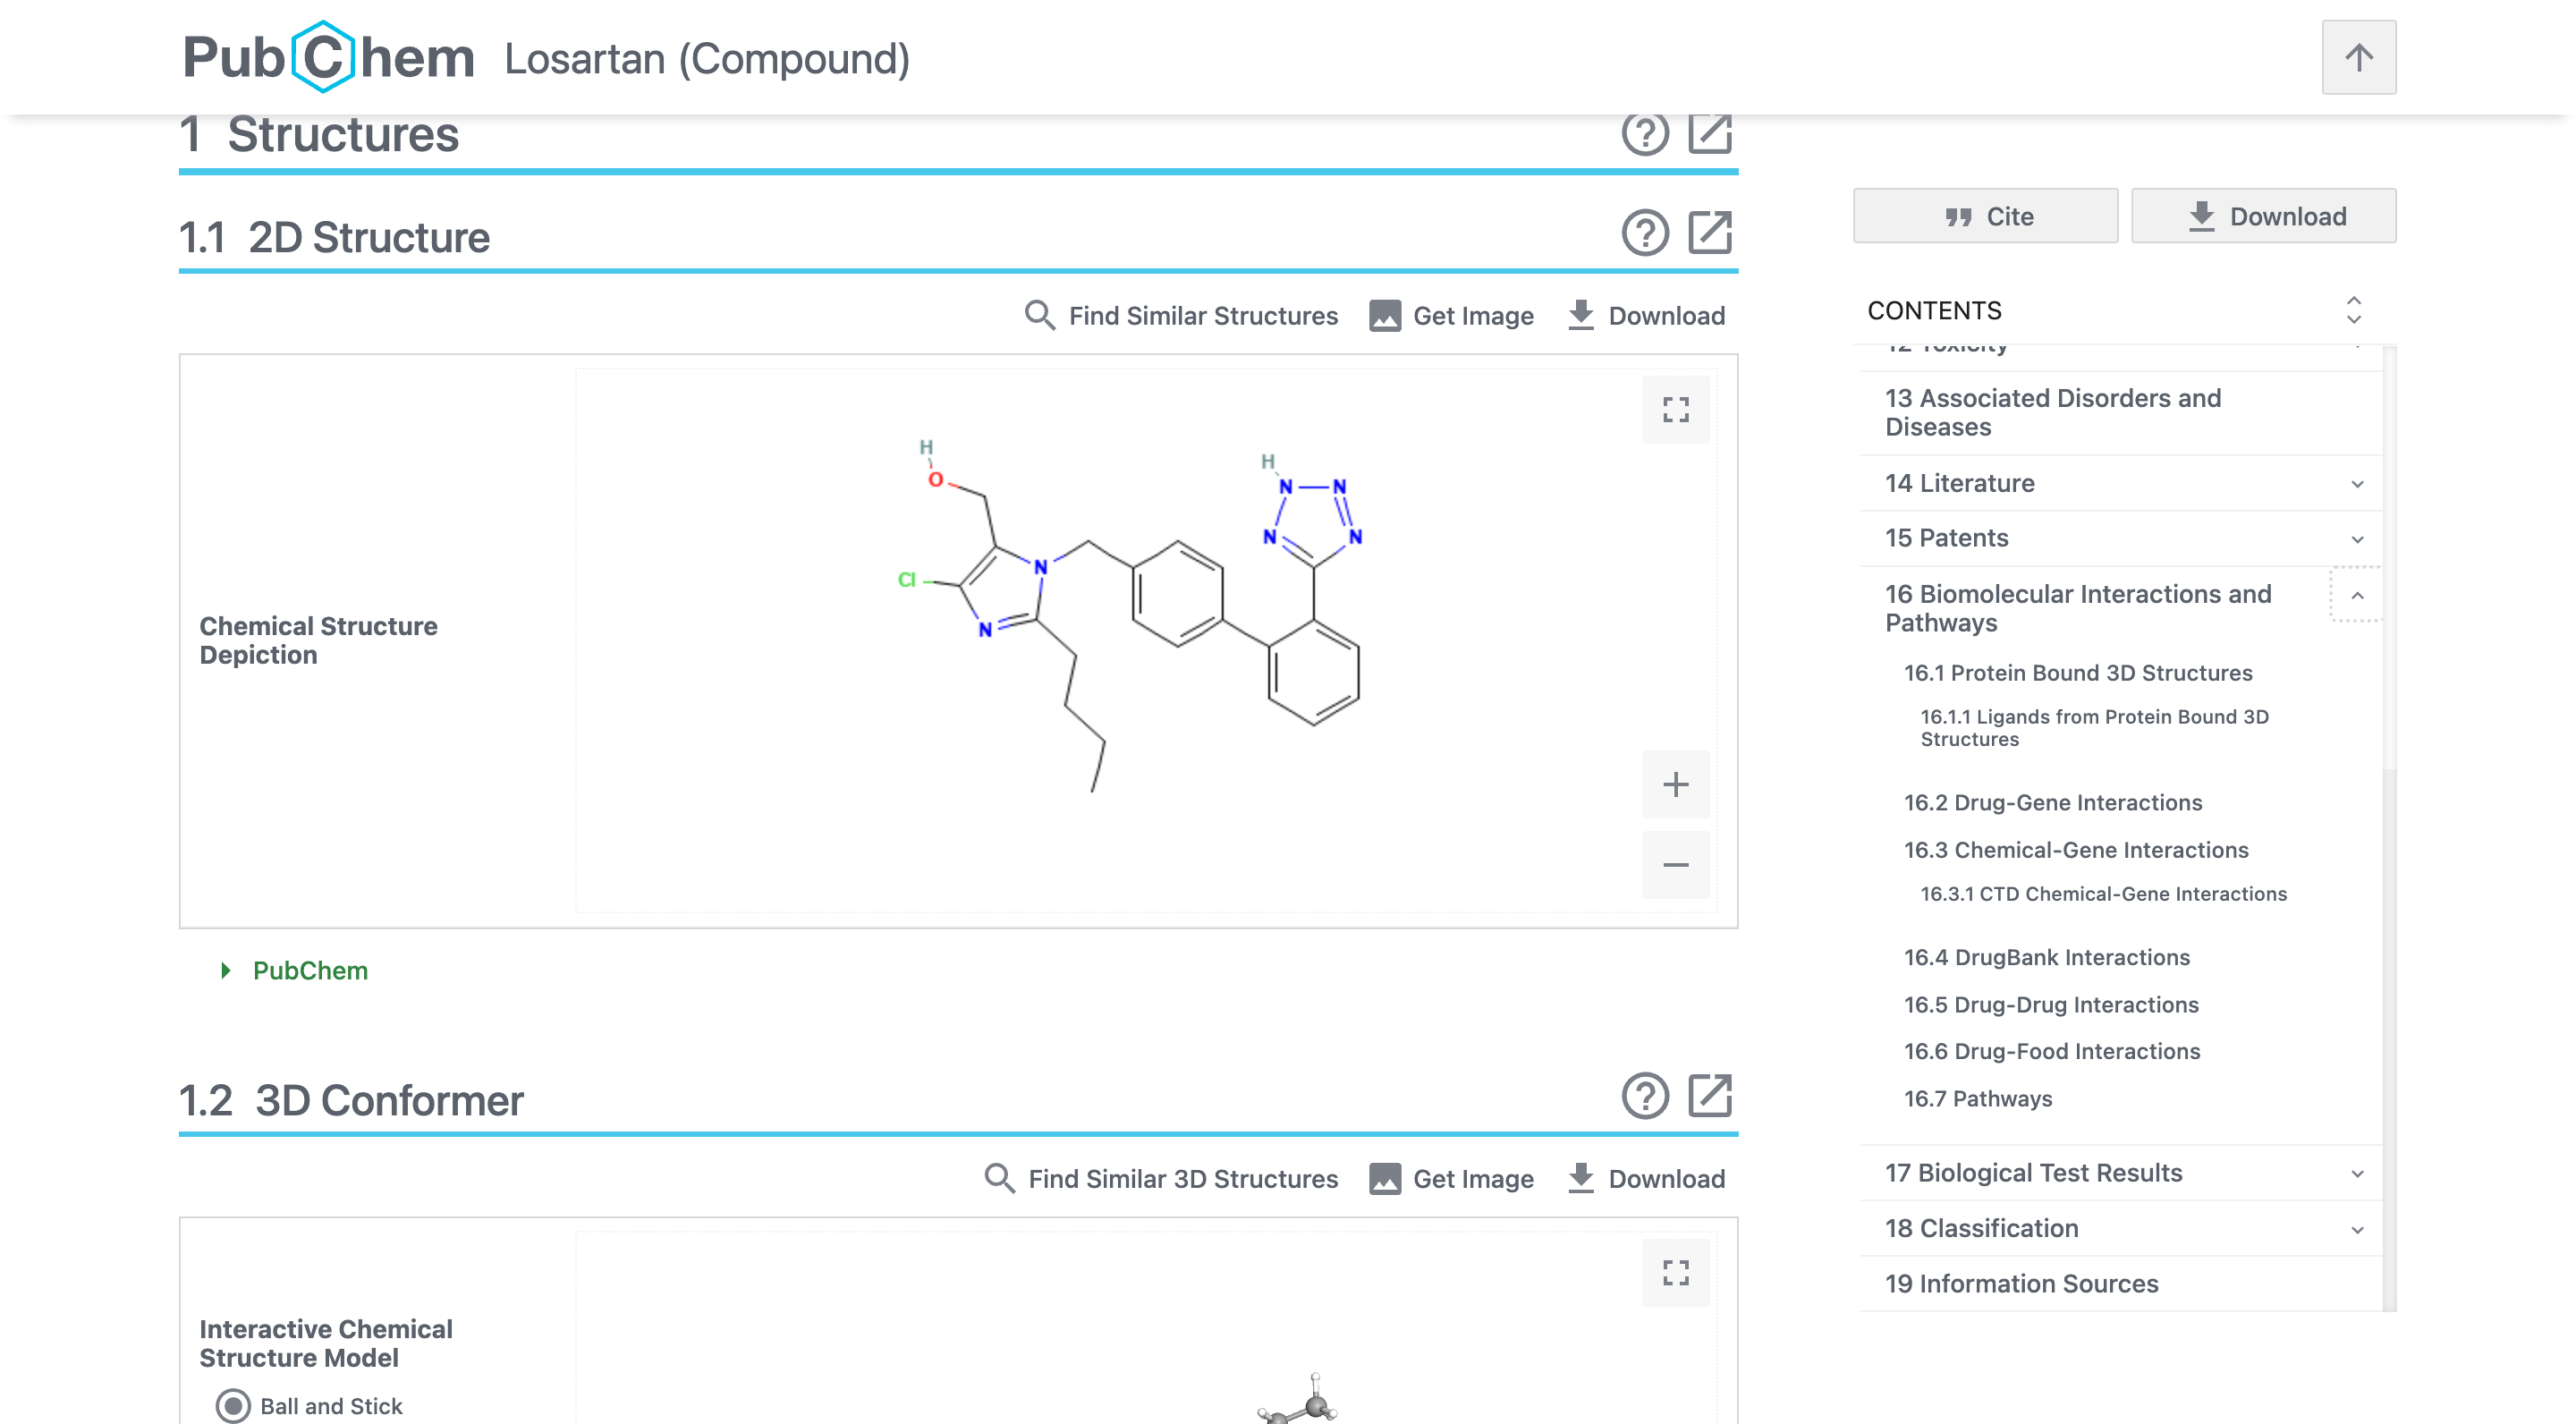 PubChem Losartan (Compound)
1 Structures
1.1 2D Structure
Find Similar Structures Get Image Download
Chemical Structure
Depiction
H
O
Cl
N
N
H
N N
N N
PubChem
1.2 3D Conformer
Find Similar 3D Structures Get Image Download
Interactive Chemical
Structure Model
Ball and Stick
Cite Download
CONTENTS
12 Toxicity
13 Associated Disorders and
Diseases
14 Literature
15 Patents
16 Biomolecular Interactions and
Pathways
16.1 Protein Bound 3D Structures
16.1.1 Ligands from Protein Bound 3D
Structures
16.2 Drug-Gene Interactions
16.3 Chemical-Gene Interactions
16.3.1 CTD Chemical-Gene Interactions
16.4 DrugBank Interactions
16.5 Drug-Drug Interactions
16.6 Drug-Food Interactions
16.7 Pathways
17 Biological Test Results
18 Classification
19 Information Sources